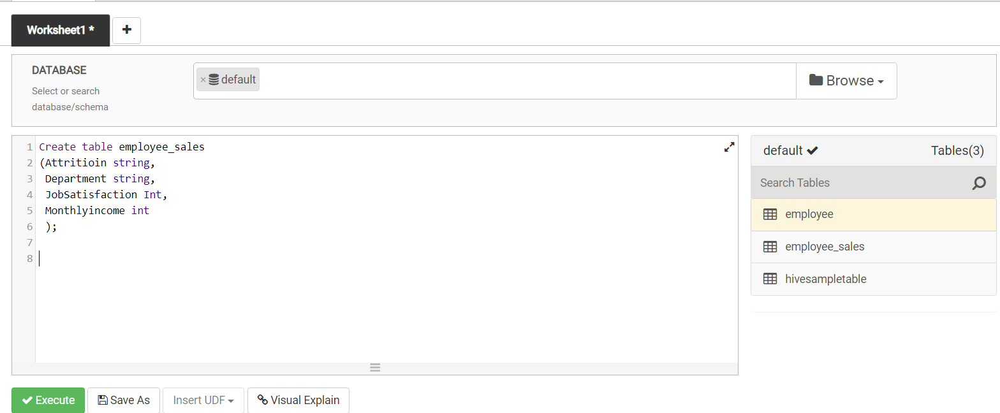 Worksheet1 * +
DATABASE
Select or search
database/schema
× default
Browse
1 Create table employee_sales
2 (Attritioin string,
3 Department string,
4 JobSatisfaction Int,
5 Monthlyincome int
6 );
7
8
default Tables(3)
Search Tables
employee
employee_sales
hivesampletable
Execute Save As Insert UDF Visual Explain